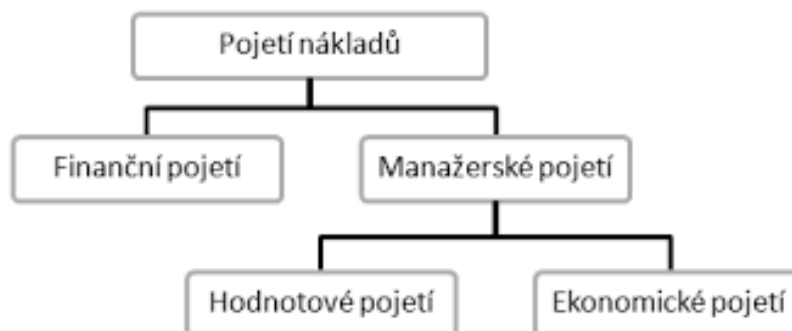 Pojetí nákladů
Finanční pojetí
Manažerské pojetí
Hodnotové pojetí
Ekonomické pojetí